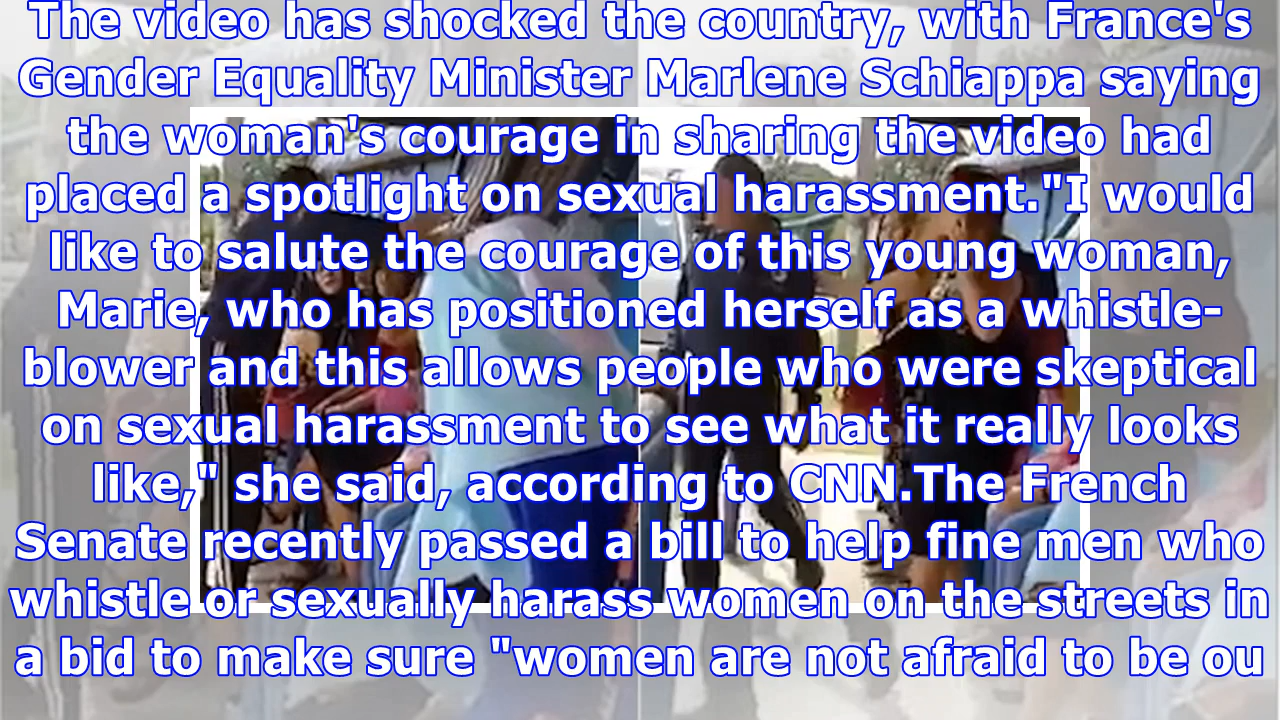 The video has shocked the country, with France's
Gender Equality Minister Marlene Schiappa saying
the woman's courage in sharing the video had
placed a spotlight on sexual harassment."I would
like to salute the courage of this young woman,
Marie, who has positioned herself as a whistle-
blower and this allows people who were skeptical
on sexual harassment to see what it really looks
like," she said, according to CNN.The French
Senate recently passed a bill to help fine men who
whistle or sexually harass women on the streets in
a bid to make sure "women are not afraid to be ou